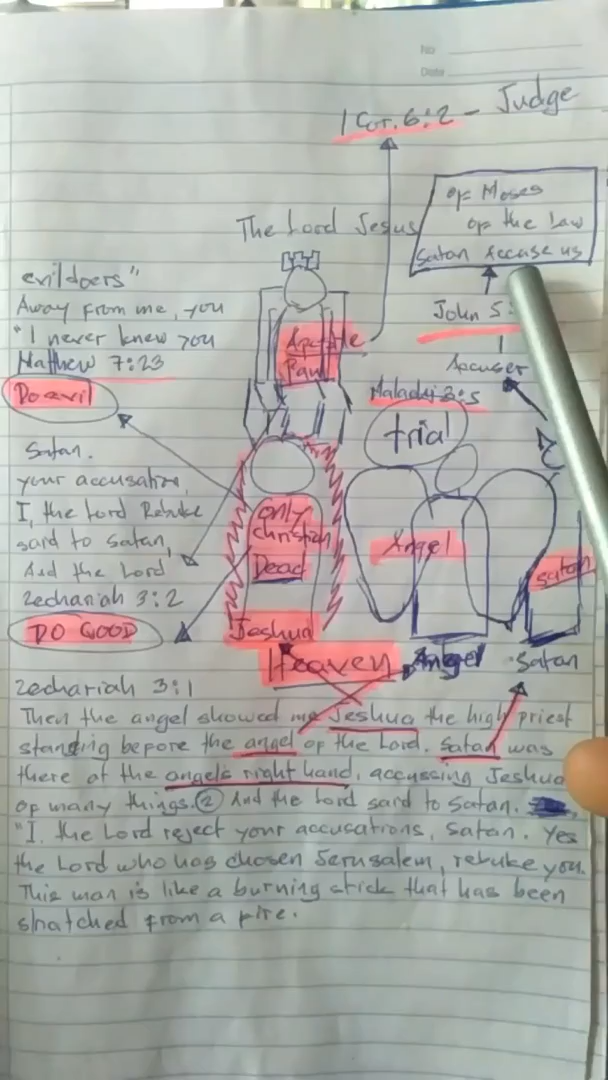 No
Date
1 Cor. 6:2 - Judge
of Moses
of the Law
Satan Accuse us
The Lord Jesus
John 5:
Accuser
evildoers"
Away from me, you
"I never knew you
Matthew 7:23
Do evil
Apostle
Paul
Malachi 3:5
trial
Satan.
your accusation,
I, the Lord Rebuke
said to Satan,
And the Lord
Zechariah 3:2
DO GOOD
only
christian
Dead
Jeshua
Angel
satan
Heaven
Angel
Satan
Zechariah 3:1
Then the angel showed me Jeshua the high priest
standing before the angel of the Lord. Satan was
there at the angels right hand, accussing Jeshua
of many things. ② And the Lord said to Satan.
"I, the Lord reject your accusations, Satan. Yes
the Lord who has chosen Jerusalem, rebuke you.
This man is like a burning stick that has been
snatched from a fire.